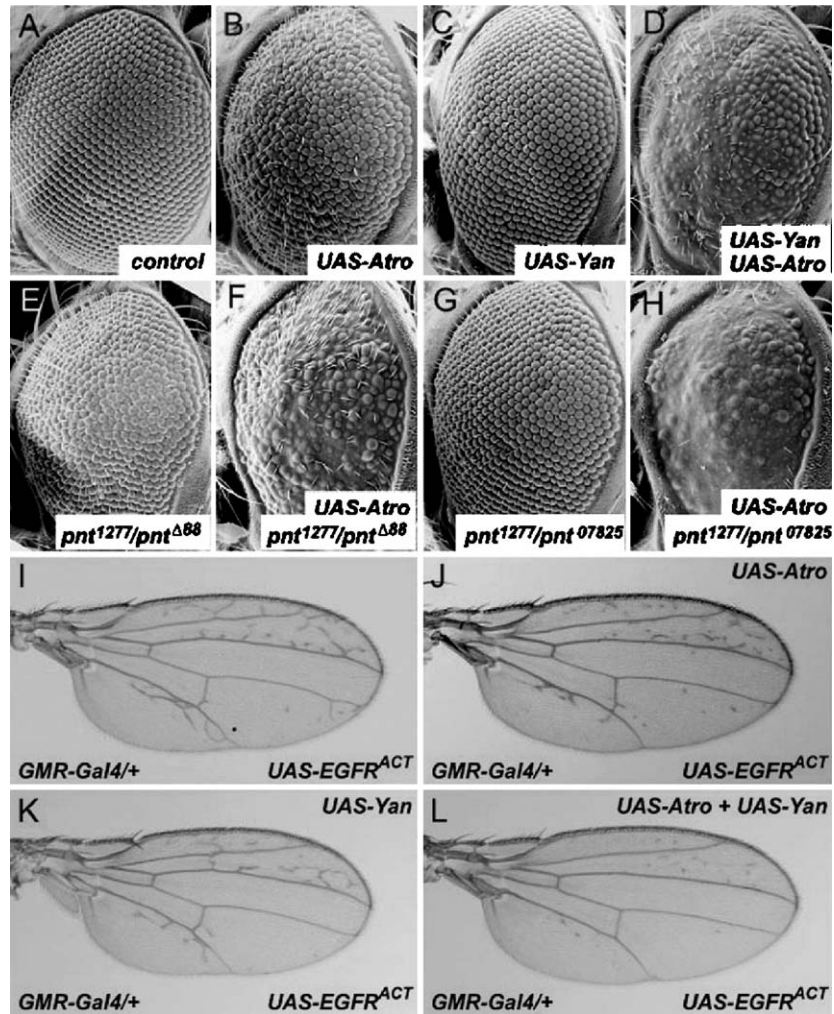 A
control
B
UAS-Atro
C
UAS-Yan
D
UAS-Yan
UAS-Atro
E
pnt¹²⁷⁷/pntᐃ⁸⁸
F
UAS-Atro
pnt¹²⁷⁷/pntᐃ⁸⁸
G
pnt¹²⁷⁷/pnt⁰⁷⁸²⁵
H
UAS-Atro
pnt¹²⁷⁷/pnt⁰⁷⁸²⁵
I
GMR-Gal4/+ UAS-EGFRᴬᶜᵀ
J
UAS-Atro
GMR-Gal4/+ UAS-EGFRᴬᶜᵀ
K
UAS-Yan
GMR-Gal4/+ UAS-EGFRᴬᶜᵀ
L
UAS-Atro + UAS-Yan
GMR-Gal4/+ UAS-EGFRᴬᶜᵀ